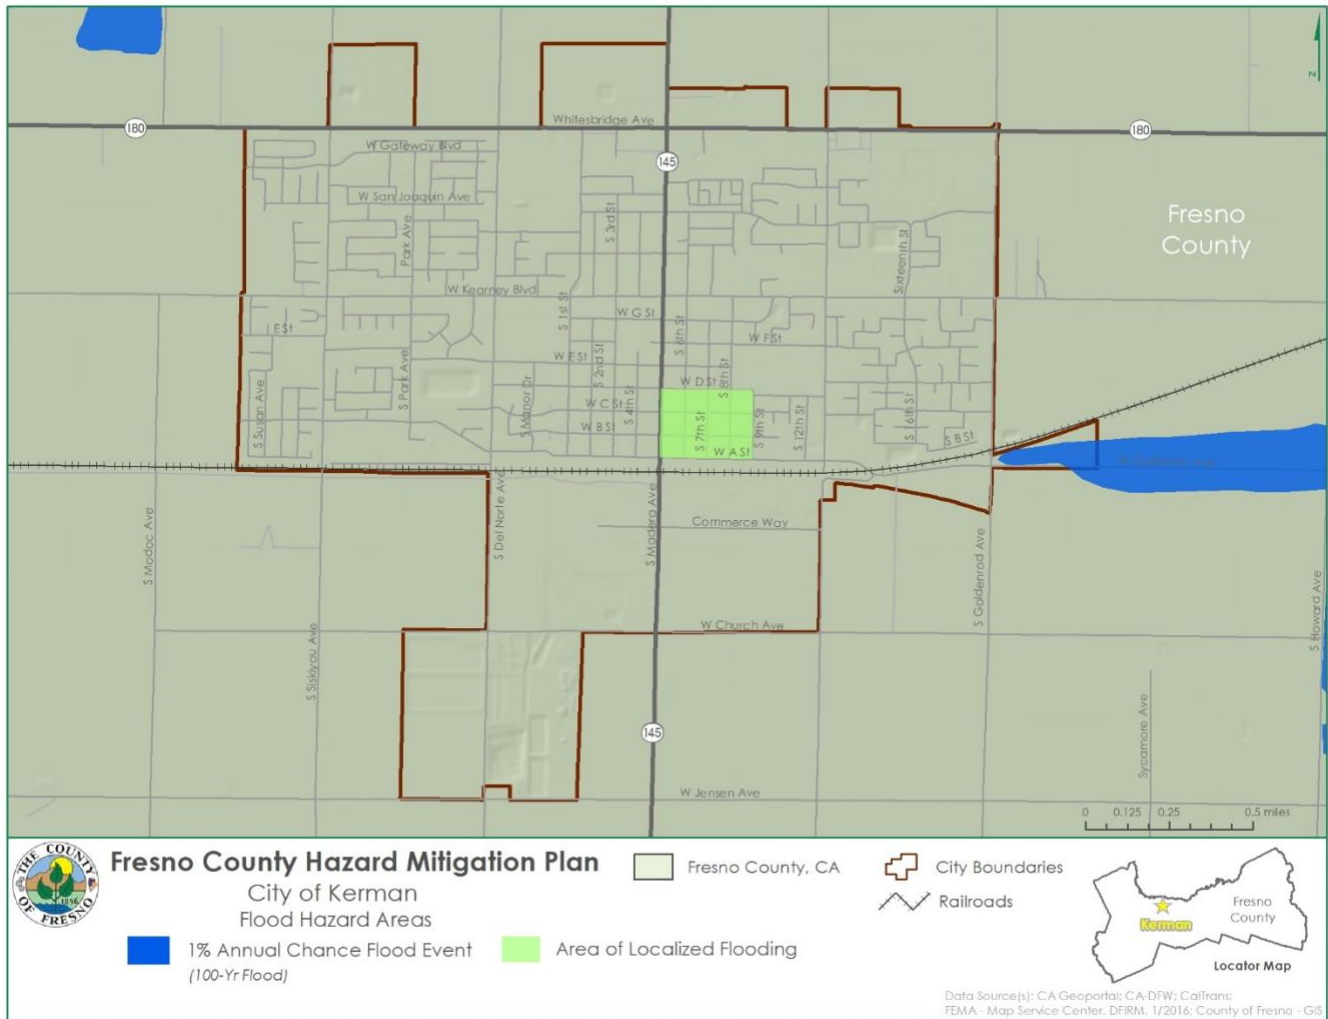 Z
Whitesbridge Ave
180
180
W Gateway Blvd
145
W San Joaquin Ave
S 3rd St
Park Ave
Sixteenth St
Fresno
County
W Kearney Blvd
S 1st St
W G St
E St
S 6th St
W F St
W E St
S 2nd St
S Park Ave
S 8th St
W D St
S Susan Ave
S Manor Dr
W C St
S 4th St
W B St
S 7th St
S 9th St
S 12th St
S 16th St
S B St
W A St
S Modoc Ave
S Del Norte Ave
S Madera Ave
Commerce Way
S Goldenrod Ave
S Howard Ave
W Church Ave
S Siskiyou Ave
145
Sycamore Ave
W Jensen Ave
0 0.125 0.25 0.5 miles
THE COUNTY
OF FRESNO
1856
Fresno County Hazard Mitigation Plan
City of Kerman
Flood Hazard Areas
1% Annual Chance Flood Event
(100-Yr Flood)
Fresno County, CA
Area of Localized Flooding
City Boundaries
Railroads
Fresno
County
Kerman
Locator Map
Data Source(s): CA Geoportal; CA-DFW; CalTrans;
FEMA - Map Service Center, DFIRM, 1/2016; County of Fresno - GIS